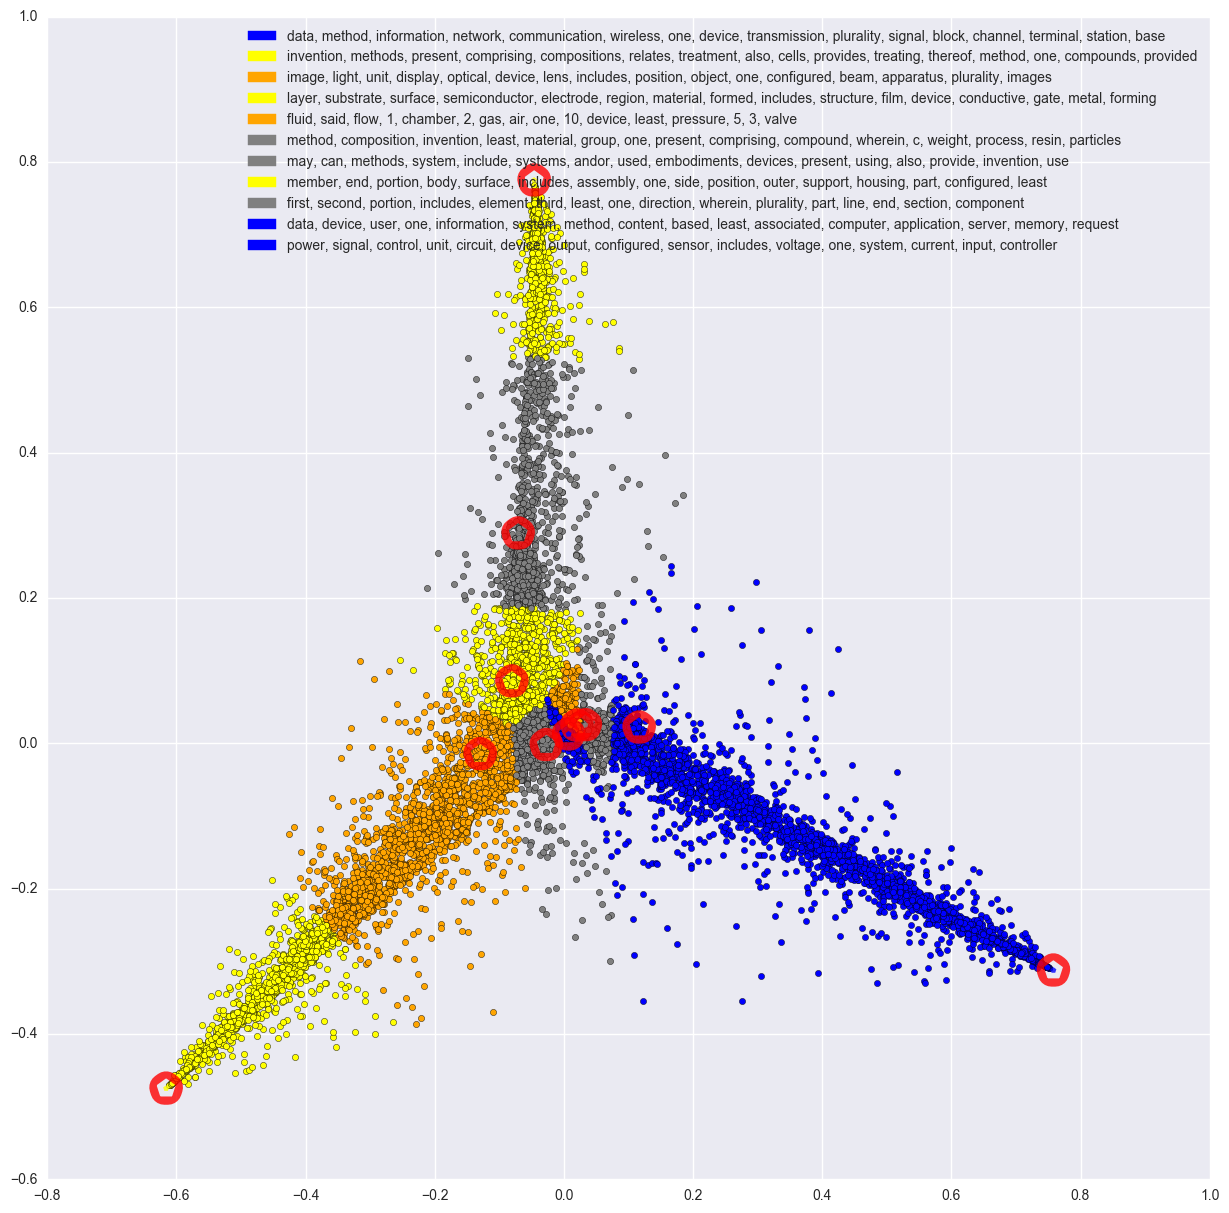 1.0
data, method, information, network, communication, wireless, one, device, transmission, plurality, signal, block, channel, terminal, station, base
invention, methods, present, comprising, compositions, relates, treatment, also, cells, provides, treating, thereof, method, one, compounds, provided
image, light, unit, display, optical, device, lens, includes, position, object, one, configured, beam, apparatus, plurality, images
layer, substrate, surface, semiconductor, electrode, region, material, formed, includes, structure, film, device, conductive, gate, metal, forming
fluid, said, flow, 1, chamber, 2, gas, air, one, 10, device, least, pressure, 5, 3, valve
method, composition, invention, least, material, group, one, present, comprising, compound, wherein, c, weight, process, resin, particles
0.8
may, can, methods, system, include, systems, andor, used, embodiments, devices, present, using, also, provide, invention, use
member, end, portion, body, surface, includes, assembly, one, side, position, outer, support, housing, part, configured, least
first, second, portion, includes, element, third, least, one, direction, wherein, plurality, part, line, end, section, component
data, device, user, one, information, system, method, content, based, least, associated, computer, application, server, memory, request
power, signal, control, unit, circuit, device, output, configured, sensor, includes, voltage, one, system, current, input, controller
0.6
0.4
0.2
0.0
−0.2
−0.4
−0.6
−0.8 −0.6 −0.4 −0.2 0.0 0.2 0.4 0.6 0.8 1.0